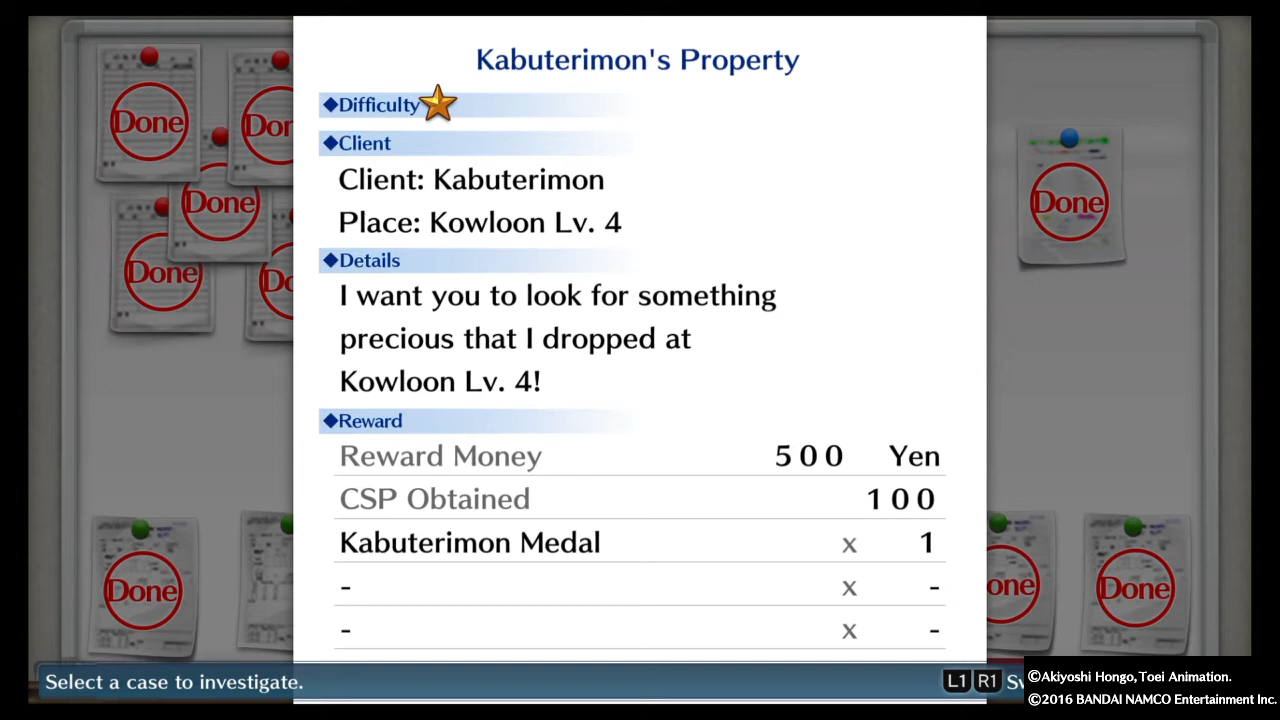 Kabuterimon's Property
◆Difficulty
◆Client
Client: Kabuterimon
Place: Kowloon Lv. 4
◆Details
I want you to look for something
precious that I dropped at
Kowloon Lv. 4!
◆Reward
Reward Money 500 Yen
CSP Obtained 100
Kabuterimon Medal x 1
- x -
- x -
Done
Done
Done
Done
Done
Done
Done
Select a case to investigate.
L1 R1
©Akiyoshi Hongo, Toei Animation.
©2016 BANDAI NAMCO Entertainment Inc.